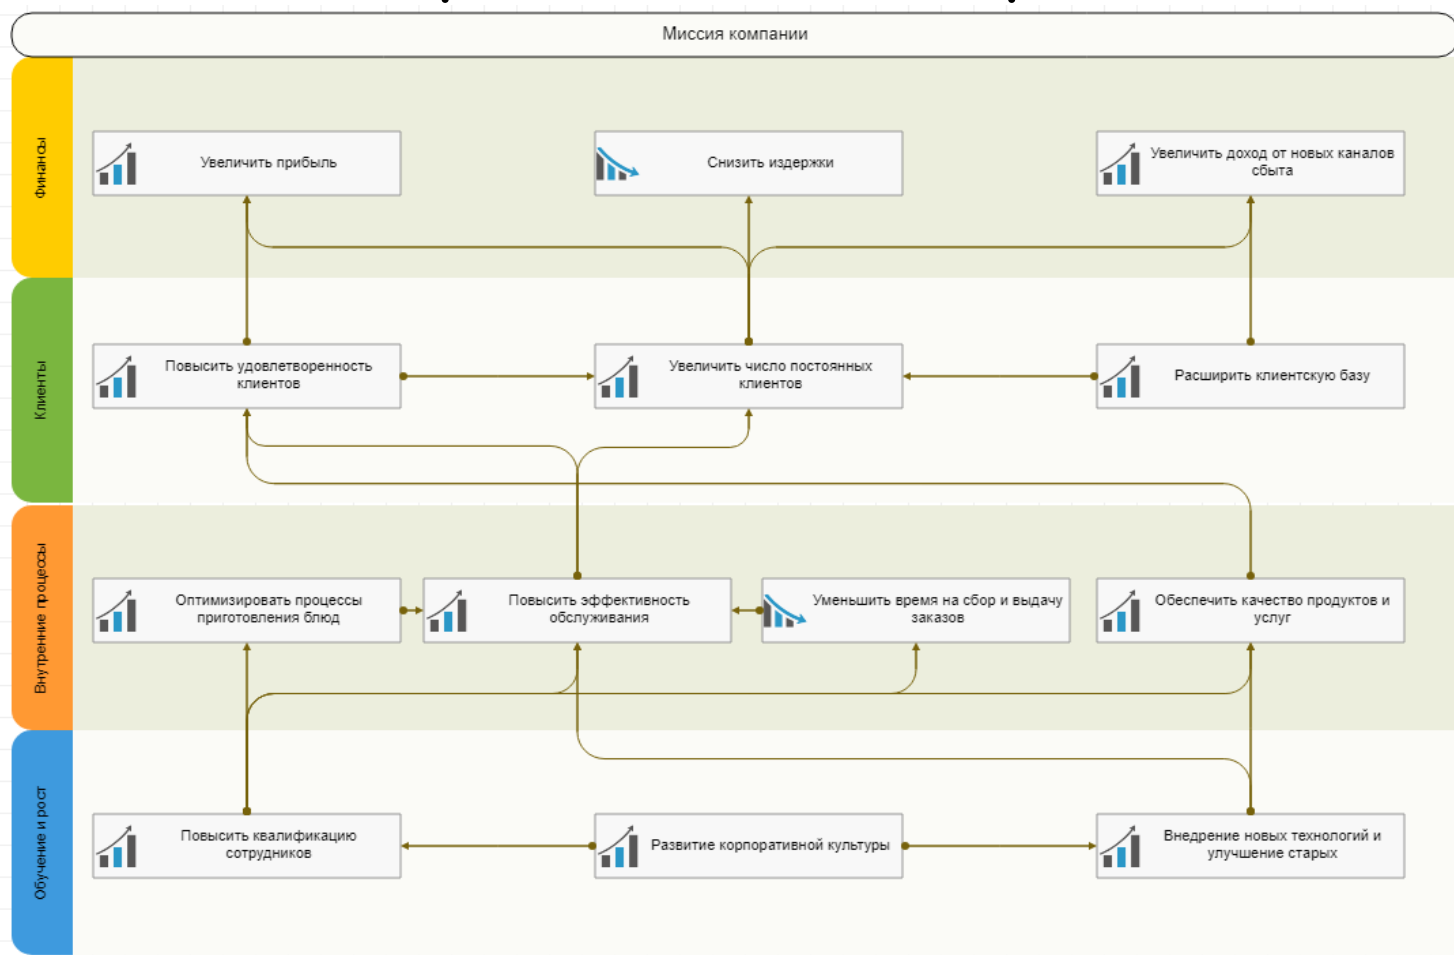 Миссия компании
Финансы
Увеличить прибыль
Снизить издержки
Увеличить доход от новых каналов
сбыта
Клиенты
Повысить удовлетворенность
клиентов
Увеличить число постоянных
клиентов
Расширить клиентскую базу
Внутренние процессы
Оптимизировать процессы
приготовления блюд
Повысить эффективность
обслуживания
Уменьшить время на сбор и выдачу
заказов
Обеспечить качество продуктов и
услуг
Обучение и рост
Повысить квалификацию
сотрудников
Развитие корпоративной культуры
Внедрение новых технологий и
улучшение старых